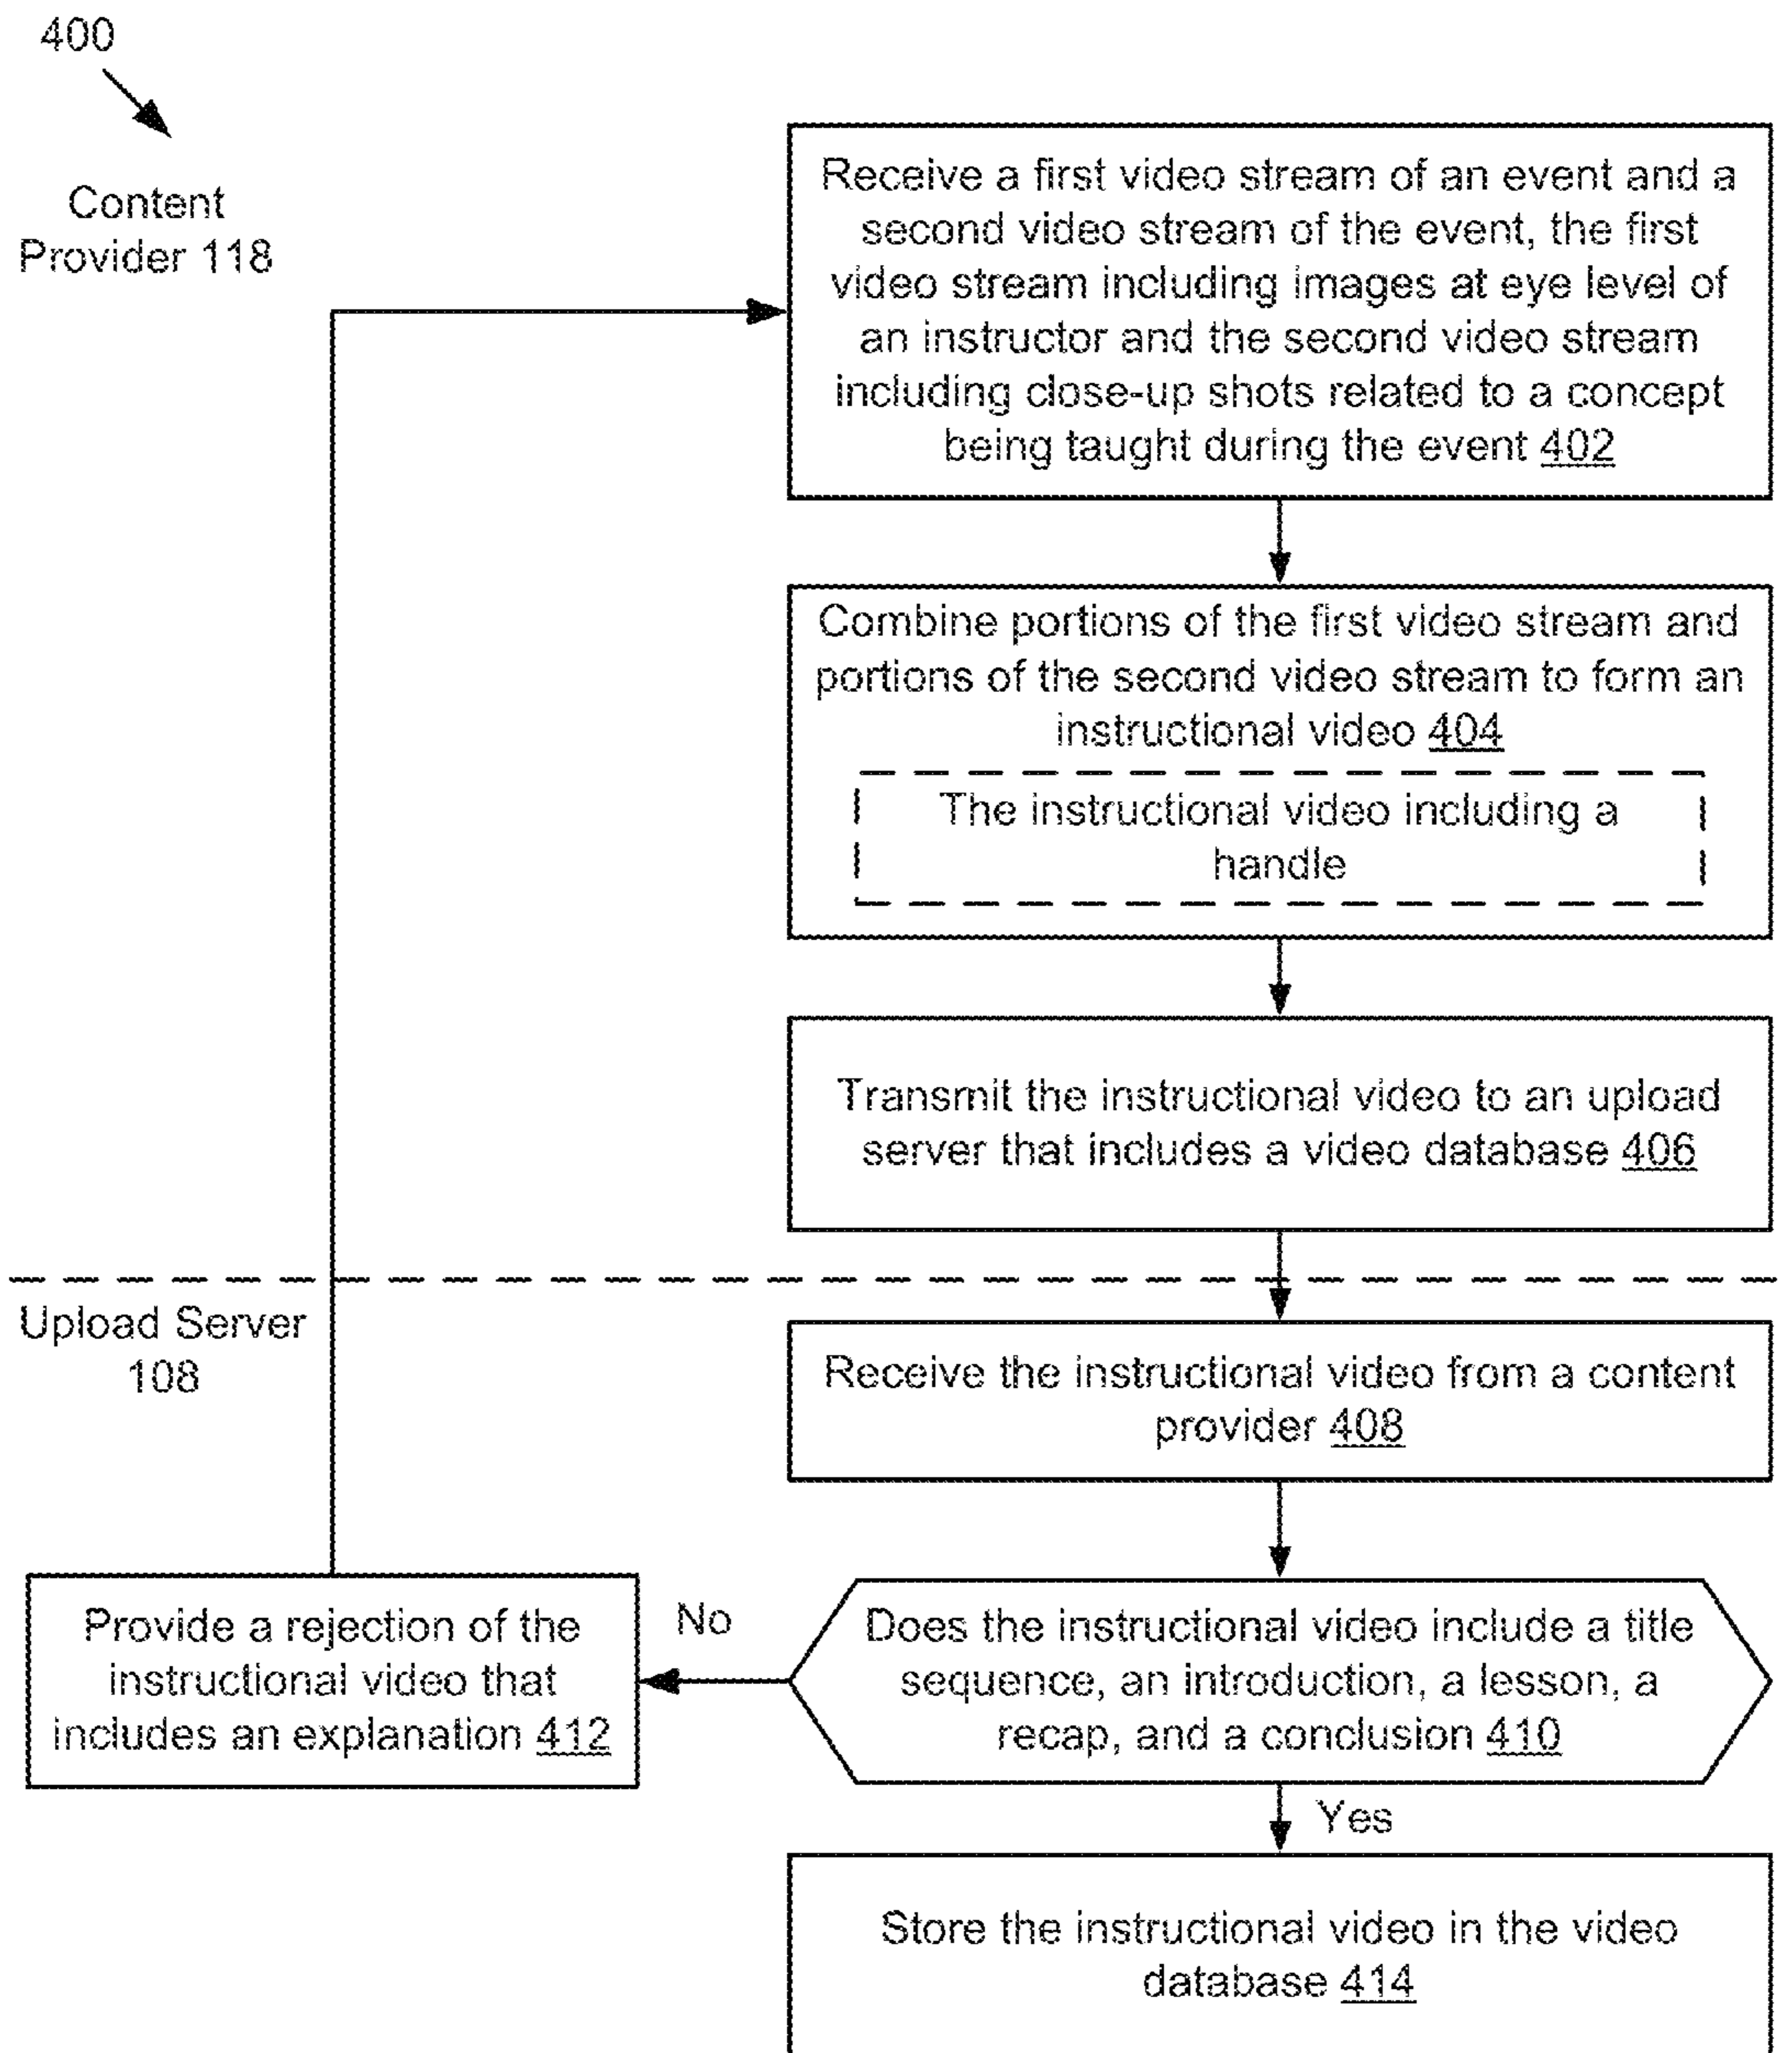 400
Content
Provider 118
Receive a first video stream of an event and a
second video stream of the event, the first
video stream including images at eye level of
an instructor and the second video stream
including close-up shots related to a concept
being taught during the event 402
Combine portions of the first video stream and
portions of the second video stream to form an
instructional video 404
The instructional video including a
handle
Transmit the instructional video to an upload
server that includes a video database 406
Upload Server
108
Receive the instructional video from a content
provider 408
Does the instructional video include a title
sequence, an introduction, a lesson, a
recap, and a conclusion 410
No
Provide a rejection of the
instructional video that
includes an explanation 412
Yes
Store the instructional video in the video
database 414